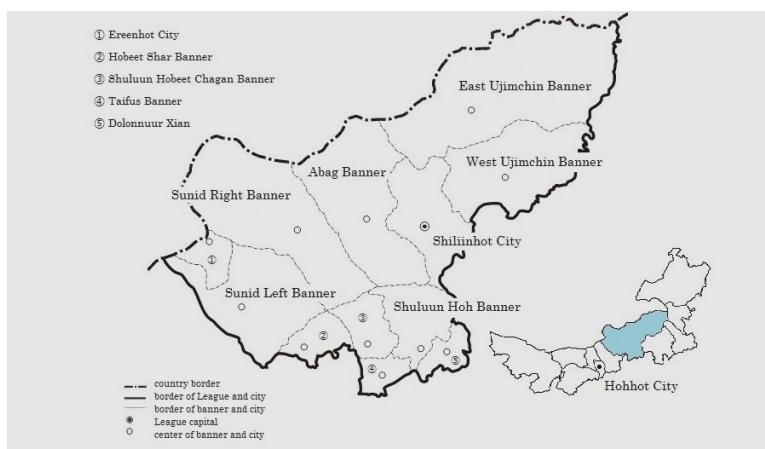 ① Ereenhot City
② Hobeet Shar Banner
③ Shuluun Hobeet Chagan Banner
④ Taifus Banner
⑤ Dolonnuur Xian
East Ujimchin Banner
West Ujimchin Banner
Abag Banner
Sunid Right Banner
Shiliinhot City
①
Sunid Left Banner
Shuluun Hoh Banner
③
②
④
⑤
Hohhot City
country border
border of League and city
border of banner and city
League capital
center of banner and city